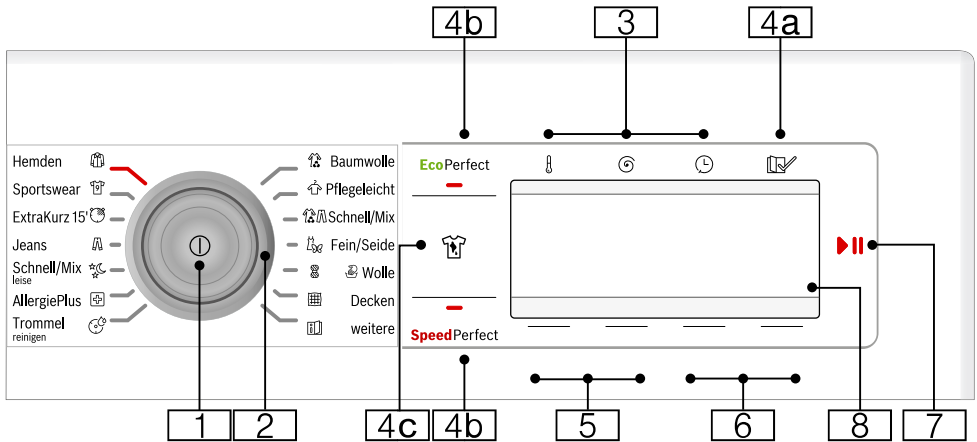 4b
3
4a
Hemden
Sportswear
ExtraKurz 15'
Jeans
Schnell/Mix
leise
AllergiePlus
Trommel
reinigen
Baumwolle
Pflegeleicht
Schnell/Mix
Fein/Seide
Wolle
Decken
weitere
EcoPerfect
SpeedPerfect
1
2
4c
4b
5
6
8
7